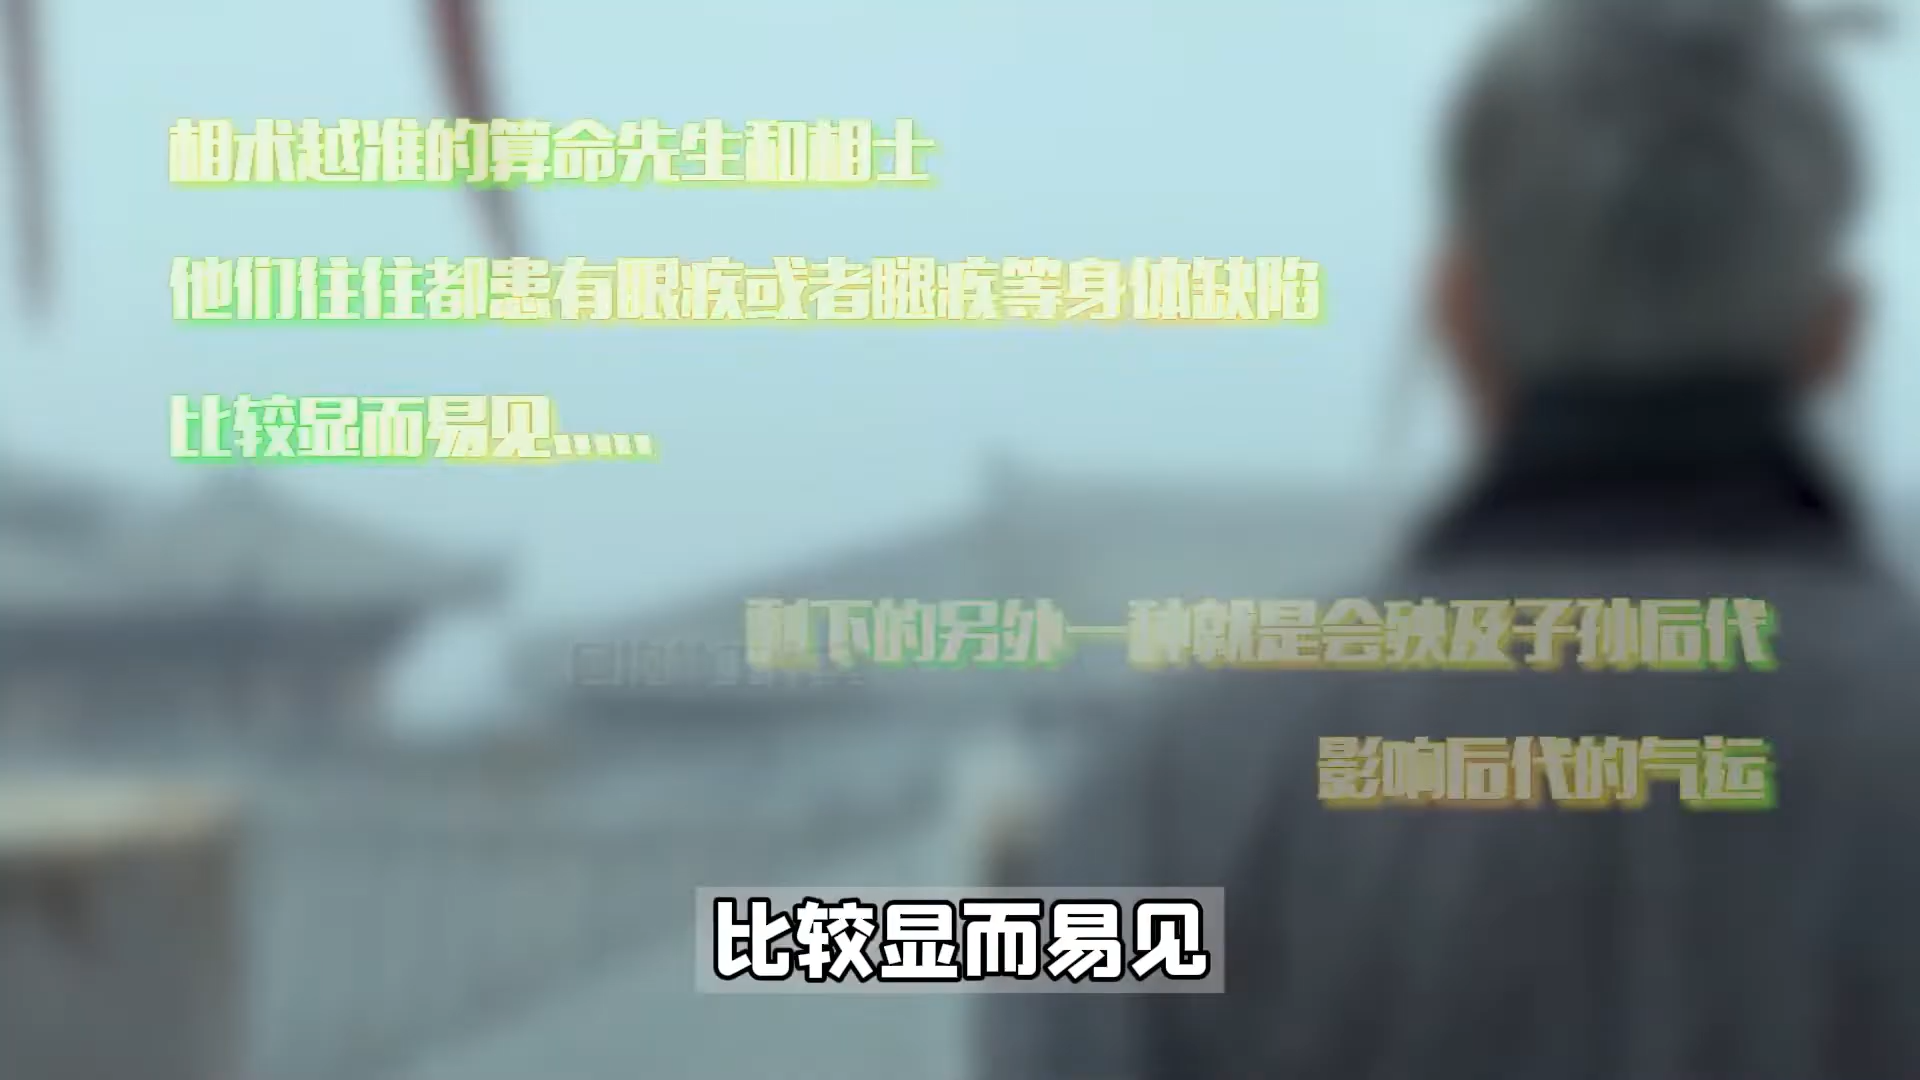 相术越准的算命先生和相士
他们往往都患有眼疾或者腿疾等身体缺陷
比较显而易见.....
剩下的另外一种就是会殃及子孙后代
影响后代的气运
比较显而易见